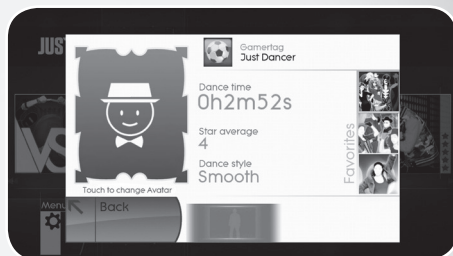 JUST
Gamertag
Just Dancer
Dance time
0h2m52s
Star average
4
Dance style
Smooth
Favorites
VS
Touch to change Avatar
Menu
Back